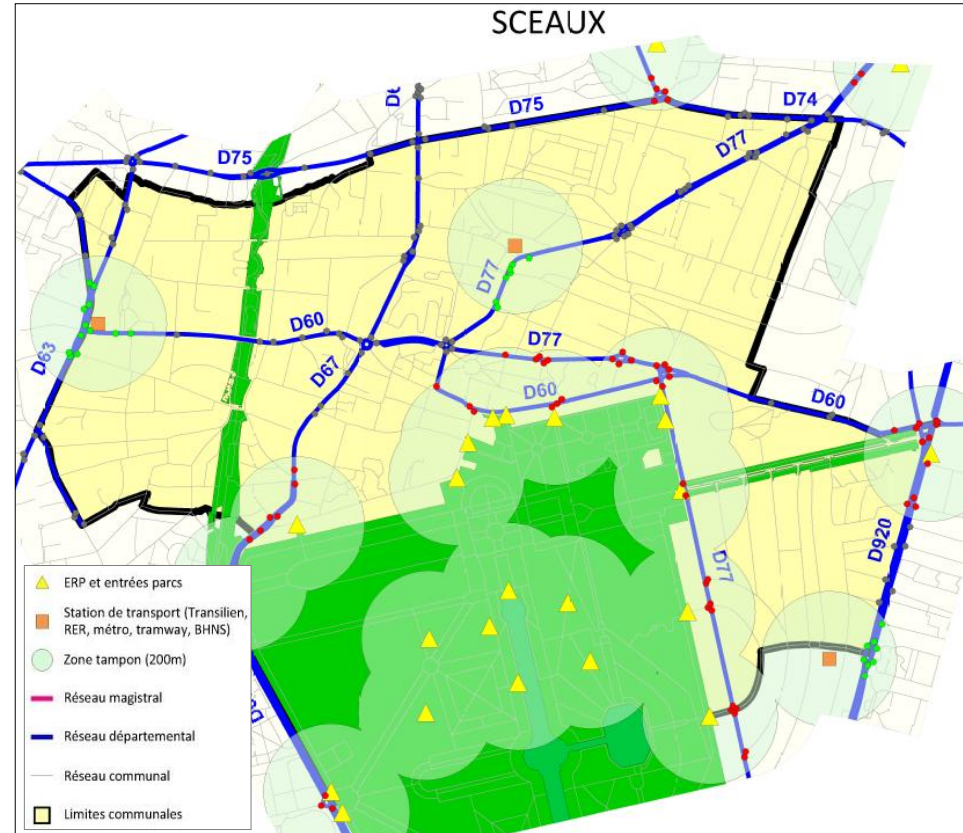 SCEAUX
D75
D74
D77
D75
D77
D60
D77
D63
D67
D60
D60
D920
D77
ERP et entrées parcs
Station de transport (Transilien,
RER, métro, tramway, BHNS)
Zone tampon (200m)
Réseau magistral
Réseau départemental
Réseau communal
Limites communales